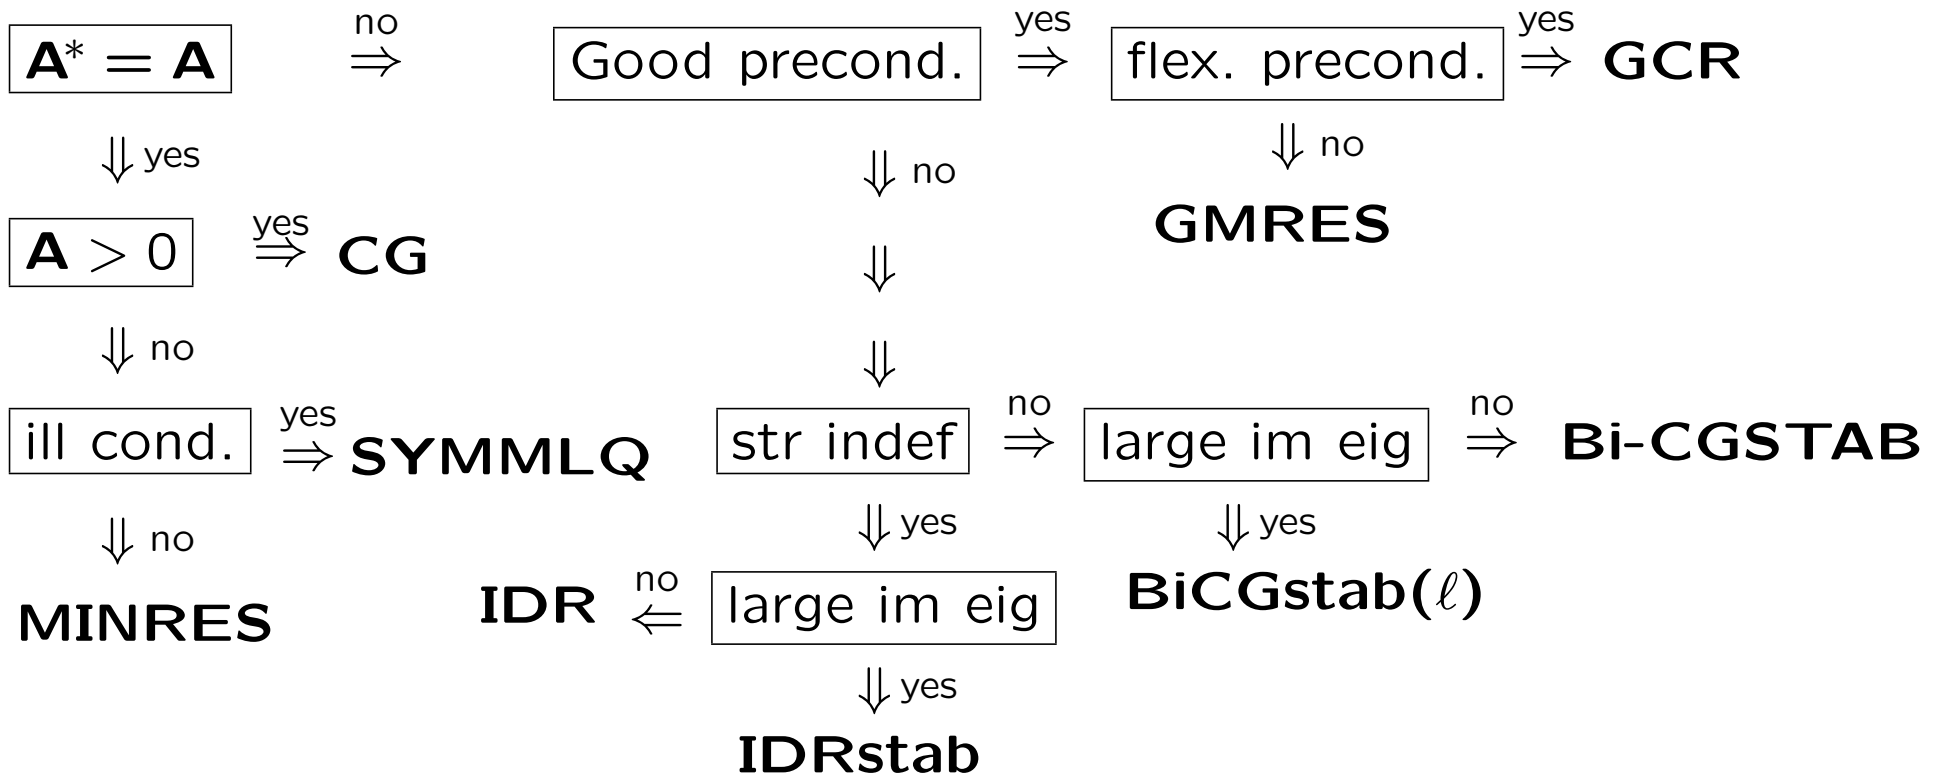 no yes yes
A* = A ⇒ Good precond. ⇒ flex. precond. ⇒ GCR
⇓ yes ⇓ no ⇓ no
GMRES
yes
A > 0 ⇒ CG ⇓
⇓ no ⇓
yes no no
ill cond. ⇒ SYMMLQ str indef ⇒ large im eig ⇒ Bi-CGSTAB
⇓ no ⇓ yes ⇓ yes
no
MINRES IDR ⇐ large im eig BiCGstab(ℓ)
⇓ yes
IDRstab